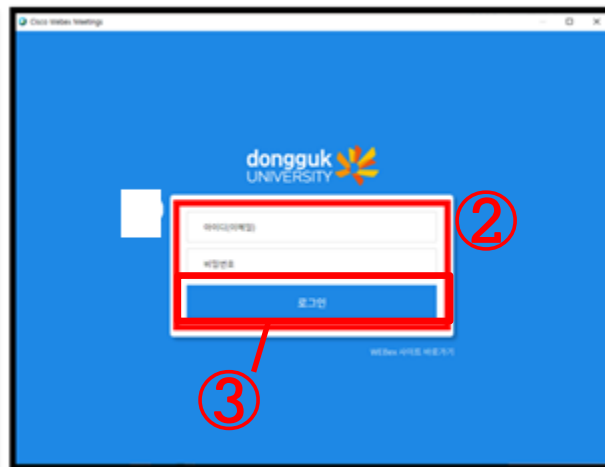 Cisco Webex Meetings
dongguk
UNIVERSITY
아이디(이메일)
②
비밀번호
로그인
WEBex 사이트 바로가기
③